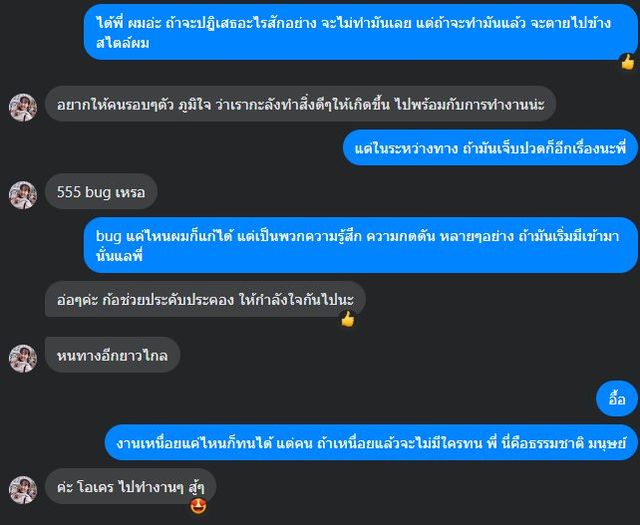 ได้พี่ ผมอ่ะ ถ้าจะปฏิเสธอะไรสักอย่าง จะไม่ทำมันเลย แต่ถ้าจะทำมันแล้ว จะตายไปข้าง
สไตล์ผม
อยากให้คนรอบๆตัว ภูมิใจ ว่าเรากะลังทำสิ่งดีๆให้เกิดขึ้น ไปพร้อมกับการทำงานน่ะ
แค่ในระหว่างทาง ถ้ามันเจ็บปวดก็อีกเรื่องนะพี่
555 bug เหรอ
bug แค่ไหนผมก็แก้ได้ แต่เป็นพวกความรู้สึก ความกดดัน หลายๆอย่าง ถ้ามันเริ่มมีเข้ามา
นั่นแลพี่
อ่อๆค่ะ ก้อช่วยประคับประคอง ให้กำลังใจกันไปนะ
หนทางอีกยาวไกล
อื้อ
งานเหนื่อยแค่ไหนก็ทนได้ แต่คน ถ้าเหนื่อยแล้วจะไม่มีใครทน พี่ นี่คือธรรมชาติ มนุษย์
ค่ะ โอเคร ไปทำงานๆ สู้ๆ